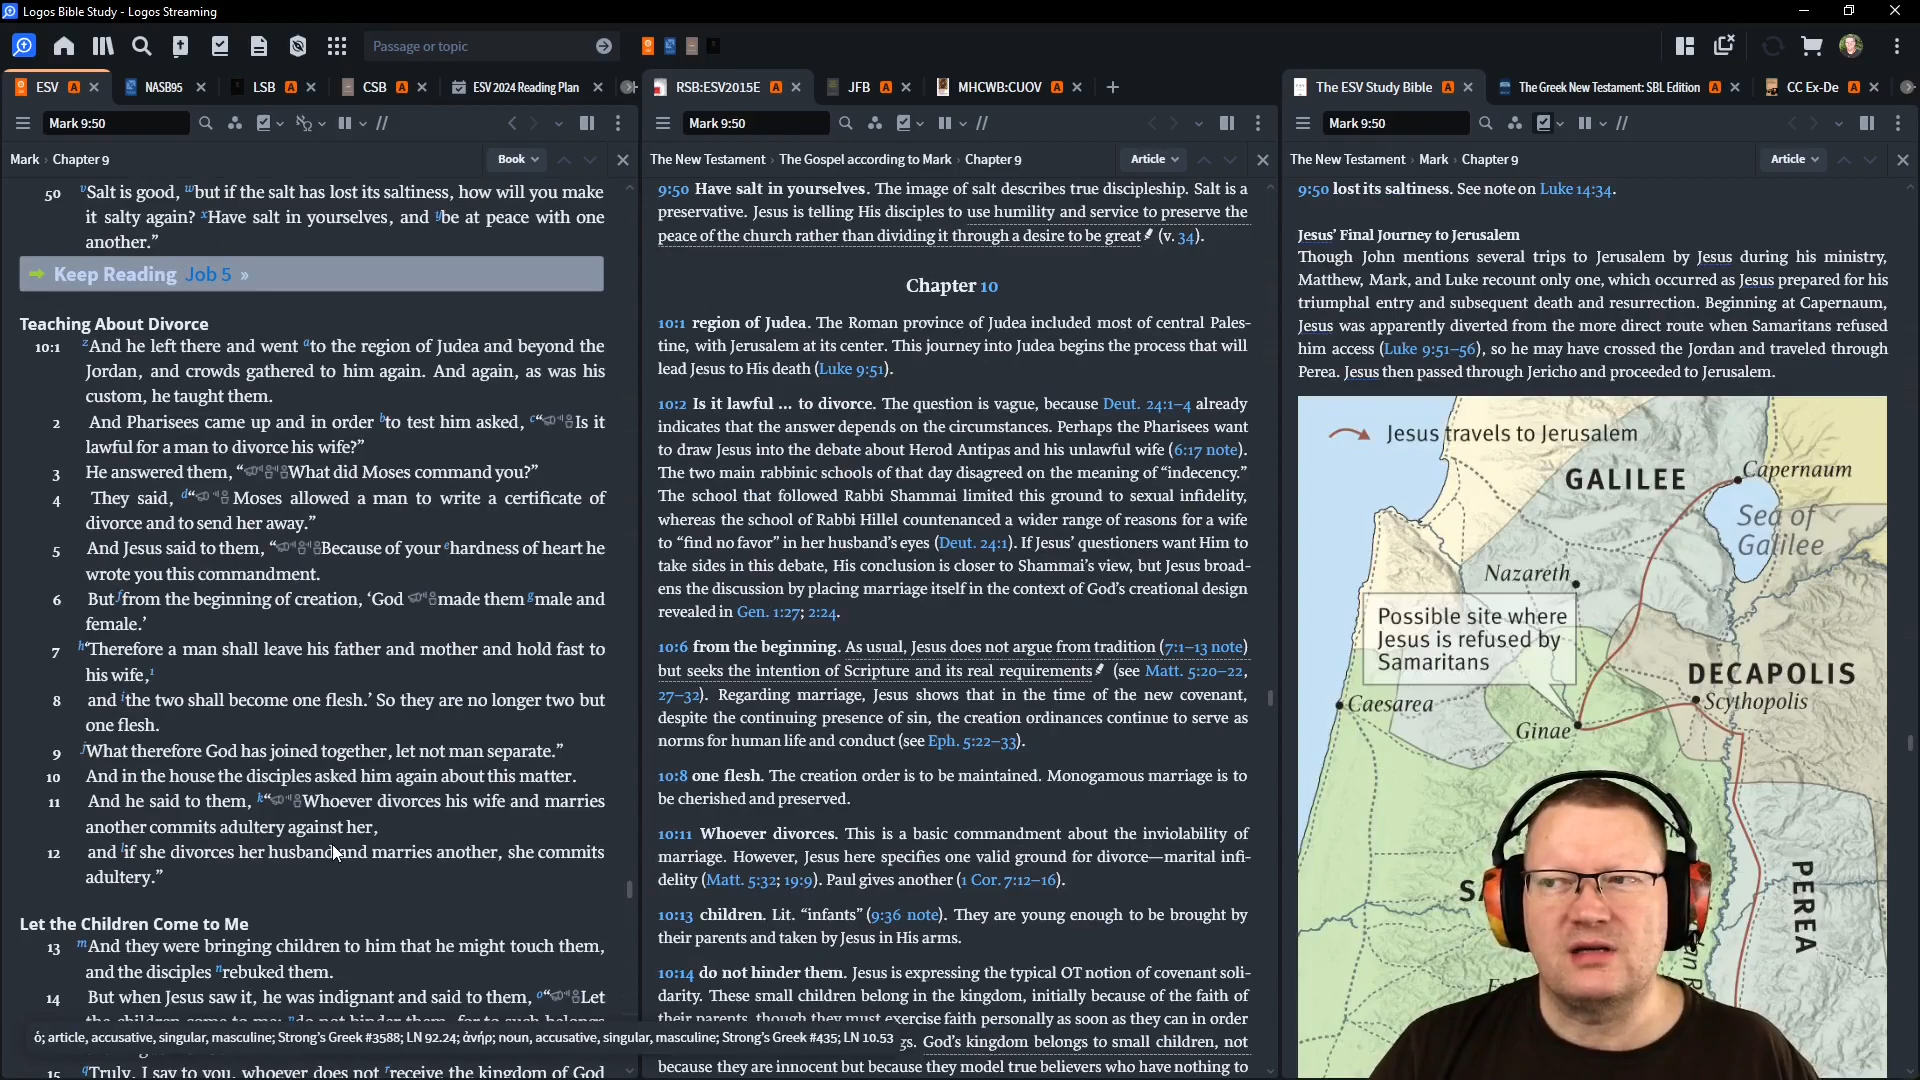 Logos Bible Study - Logos Streaming
Passage or topic
ESV A
NASB95
LSB A
CSB A
ESV 2024 Reading Plan
Mark 9:50
Mark › Chapter 9
Book
50 vSalt is good, wbut if the salt has lost its saltiness, how will you make
it salty again? xHave salt in yourselves, and ybe at peace with one
another.”
Keep Reading Job 5 »
Teaching About Divorce
10:1 zAnd he left there and went ato the region of Judea and beyond the
Jordan, and crowds gathered to him again. And again, as was his
custom, he taught them.
2 And Pharisees came up and in order bto test him asked, c“Is it
lawful for a man to divorce his wife?”
3 He answered them, “What did Moses command you?”
4 They said, d“Moses allowed a man to write a certificate of
divorce and to send her away.”
5 And Jesus said to them, “Because of your ehardness of heart he
wrote you this commandment.
6 But ffrom the beginning of creation, ‘God made them gmale and
female.’
7 h‘Therefore a man shall leave his father and mother and hold fast to
his wife,1
8 and ithe two shall become one flesh.’ So they are no longer two but
one flesh.
9 jWhat therefore God has joined together, let not man separate.”
10 And in the house the disciples asked him again about this matter.
11 And he said to them, k“Whoever divorces his wife and marries
another commits adultery against her,
12 and lif she divorces her husband and marries another, she commits
adultery.”
Let the Children Come to Me
13 mAnd they were bringing children to him that he might touch them,
and the disciples nrebuked them.
14 But when Jesus saw it, he was indignant and said to them, o“Let
ὁ; article, accusative, singular, masculine; Strong’s Greek #3588; LN 92.24; ἀνήρ; noun, accusative, singular, masculine; Strong’s Greek #435; LN 10.53
15 q“Truly, I say to you, whoever does not rreceive the kingdom of God
RSB:ESV2015E A
JFB A
MHCWB:CUOV A
Mark 9:50
The New Testament › The Gospel according to Mark › Chapter 9
Article
9:50 Have salt in yourselves. The image of salt describes true discipleship. Salt is a
preservative. Jesus is telling His disciples to use humility and service to preserve the
peace of the church rather than dividing it through a desire to be great (v. 34).
Chapter 10
10:1 region of Judea. The Roman province of Judea included most of central Pales-
tine, with Jerusalem at its center. This journey into Judea begins the process that will
lead Jesus to His death (Luke 9:51).
10:2 Is it lawful ... to divorce. The question is vague, because Deut. 24:1–4 already
indicates that the answer depends on the circumstances. Perhaps the Pharisees want
to draw Jesus into the debate about Herod Antipas and his unlawful wife (6:17 note).
The two main rabbinic schools of that day disagreed on the meaning of “indecency.”
The school that followed Rabbi Shammai limited this ground to sexual infidelity,
whereas the school of Rabbi Hillel countenanced a wider range of reasons for a wife
to “find no favor” in her husband’s eyes (Deut. 24:1). If Jesus’ questioners want Him to
take sides in this debate, His conclusion is closer to Shammai’s view, but Jesus broad-
ens the discussion by placing marriage itself in the context of God’s creational design
revealed in Gen. 1:27; 2:24.
10:6 from the beginning. As usual, Jesus does not argue from tradition (7:1–13 note)
but seeks the intention of Scripture and its real requirements (see Matt. 5:20–22,
27–32). Regarding marriage, Jesus shows that in the time of the new covenant,
despite the continuing presence of sin, the creation ordinances continue to serve as
norms for human life and conduct (see Eph. 5:22–33).
10:8 one flesh. The creation order is to be maintained. Monogamous marriage is to
be cherished and preserved.
10:11 Whoever divorces. This is a basic commandment about the inviolability of
marriage. However, Jesus here specifies one valid ground for divorce—marital infi-
delity (Matt. 5:32; 19:9). Paul gives another (1 Cor. 7:12–16).
10:13 children. Lit. “infants” (9:36 note). They are young enough to be brought by
their parents and taken by Jesus in His arms.
10:14 do not hinder them. Jesus is expressing the typical OT notion of covenant soli-
darity. These small children belong in the kingdom, initially because of the faith of
their parents, though they must exercise faith personally as soon as they can in order
God’s kingdom belongs to small children, not
because they are innocent but because they model true believers who have nothing to
The ESV Study Bible A
The Greek New Testament: SBL Edition A
CC Ex-De A
Mark 9:50
The New Testament › Mark › Chapter 9
Article
9:50 lost its saltiness. See note on Luke 14:34.
Jesus’ Final Journey to Jerusalem
Though John mentions several trips to Jerusalem by Jesus during his ministry,
Matthew, Mark, and Luke recount only one, which occurred as Jesus prepared for his
triumphal entry and subsequent death and resurrection. Beginning at Capernaum,
Jesus was apparently diverted from the more direct route when Samaritans refused
him access (Luke 9:51–56), so he may have crossed the Jordan and traveled through
Perea. Jesus then passed through Jericho and proceeded to Jerusalem.
Jesus travels to Jerusalem
GALILEE
Capernaum
Sea of
Galilee
Nazareth
Possible site where
Jesus is refused by
Samaritans
DECAPOLIS
Caesarea
Scythopolis
Ginae
PEREA